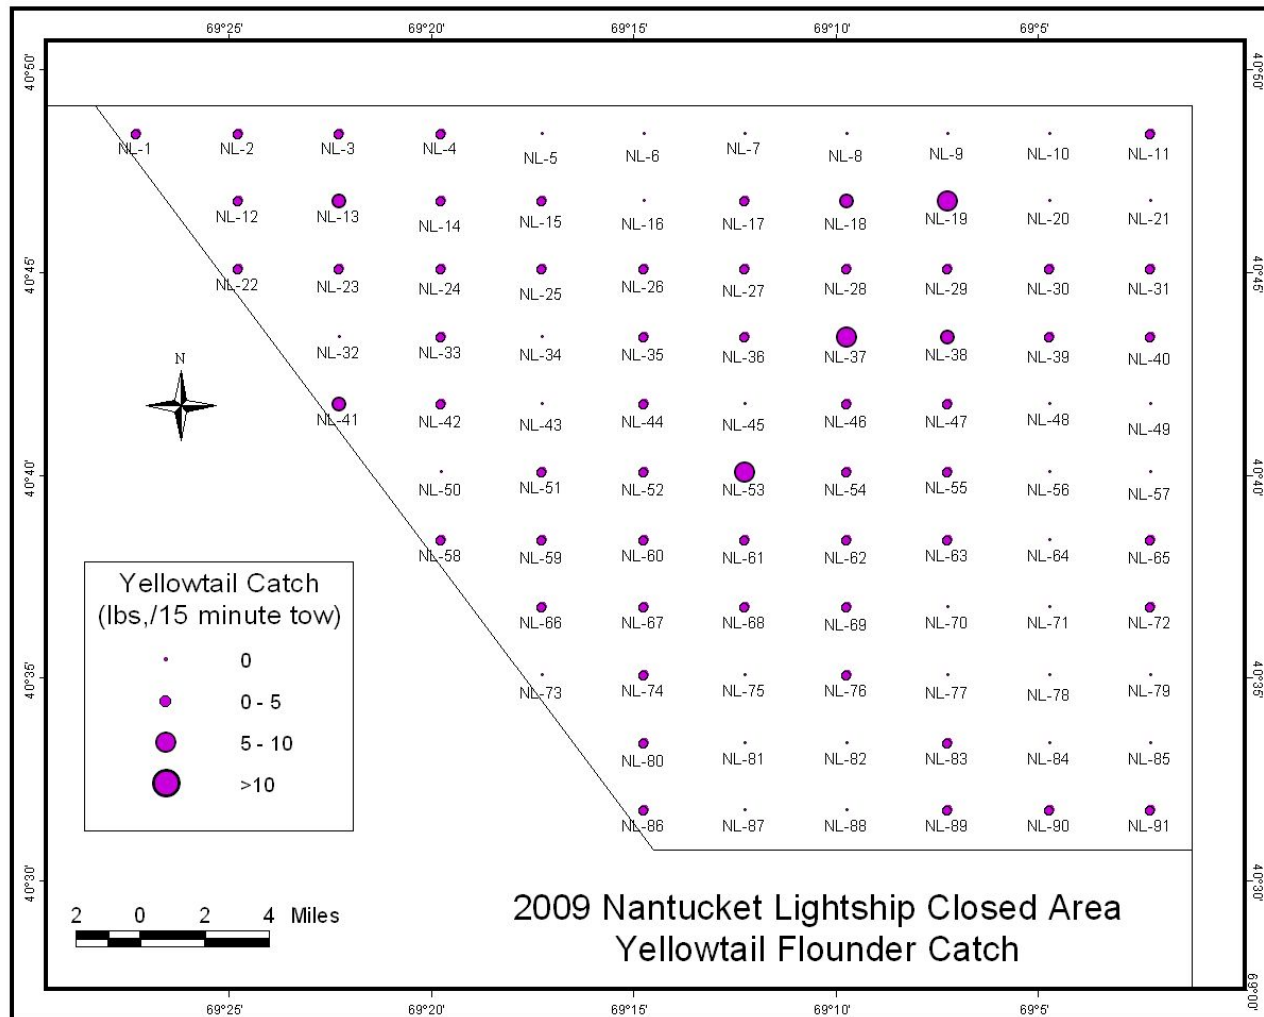 69°25' 69°20' 69°15' 69°10' 69°5'
40°50' 40°50'
NL-1 NL-2 NL-3 NL-4 NL-5 NL-6 NL-7 NL-8 NL-9 NL-10 NL-11
NL-12 NL-13 NL-14 NL-15 NL-16 NL-17 NL-18 NL-19 NL-20 NL-21
40°45' 40°45'
NL-22 NL-23 NL-24 NL-25 NL-26 NL-27 NL-28 NL-29 NL-30 NL-31
NL-32 NL-33 NL-34 NL-35 NL-36 NL-37 NL-38 NL-39 NL-40
N
NL-41 NL-42 NL-43 NL-44 NL-45 NL-46 NL-47 NL-48 NL-49
40°40' 40°40'
NL-50 NL-51 NL-52 NL-53 NL-54 NL-55 NL-56 NL-57
NL-58 NL-59 NL-60 NL-61 NL-62 NL-63 NL-64 NL-65
NL-66 NL-67 NL-68 NL-69 NL-70 NL-71 NL-72
40°35' 40°35'
NL-73 NL-74 NL-75 NL-76 NL-77 NL-78 NL-79
NL-80 NL-81 NL-82 NL-83 NL-84 NL-85
NL-86 NL-87 NL-88 NL-89 NL-90 NL-91
40°30' 40°30'
Yellowtail Catch
(lbs,/15 minute tow)
0
0 - 5
5 - 10
>10
2 0 2 4 Miles
2009 Nantucket Lightship Closed Area
Yellowtail Flounder Catch
69°25' 69°20' 69°15' 69°10' 69°5' 69°00'